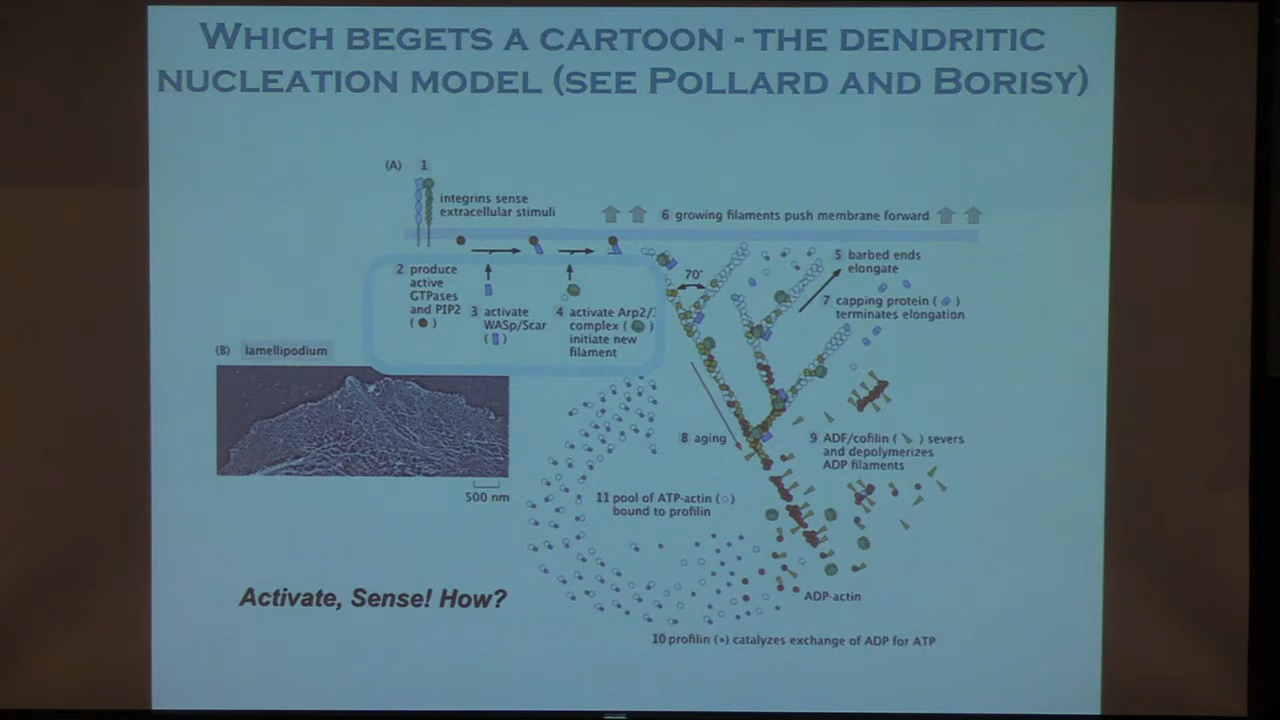 WHICH BEGETS A CARTOON - THE DENDRITIC
NUCLEATION MODEL (SEE POLLARD AND BORISY)
(A) 1
integrins sense
extracellular stimuli
6 growing filaments push membrane forward
2 produce
active
GTPases
and PIP2
( )
3 activate
WASp/Scar
( )
4 activate Arp2/3
complex ( )
initiate new
filament
70°
5 barbed ends
elongate
7 capping protein ( )
terminates elongation
(B) lamellipodium
500 nm
8 aging
9 ADF/cofilin ( ) severs
and depolymerizes
ADP filaments
11 pool of ATP-actin ( )
bound to profilin
Activate, Sense! How?
ADP-actin
10 profilin ( ) catalyzes exchange of ADP for ATP